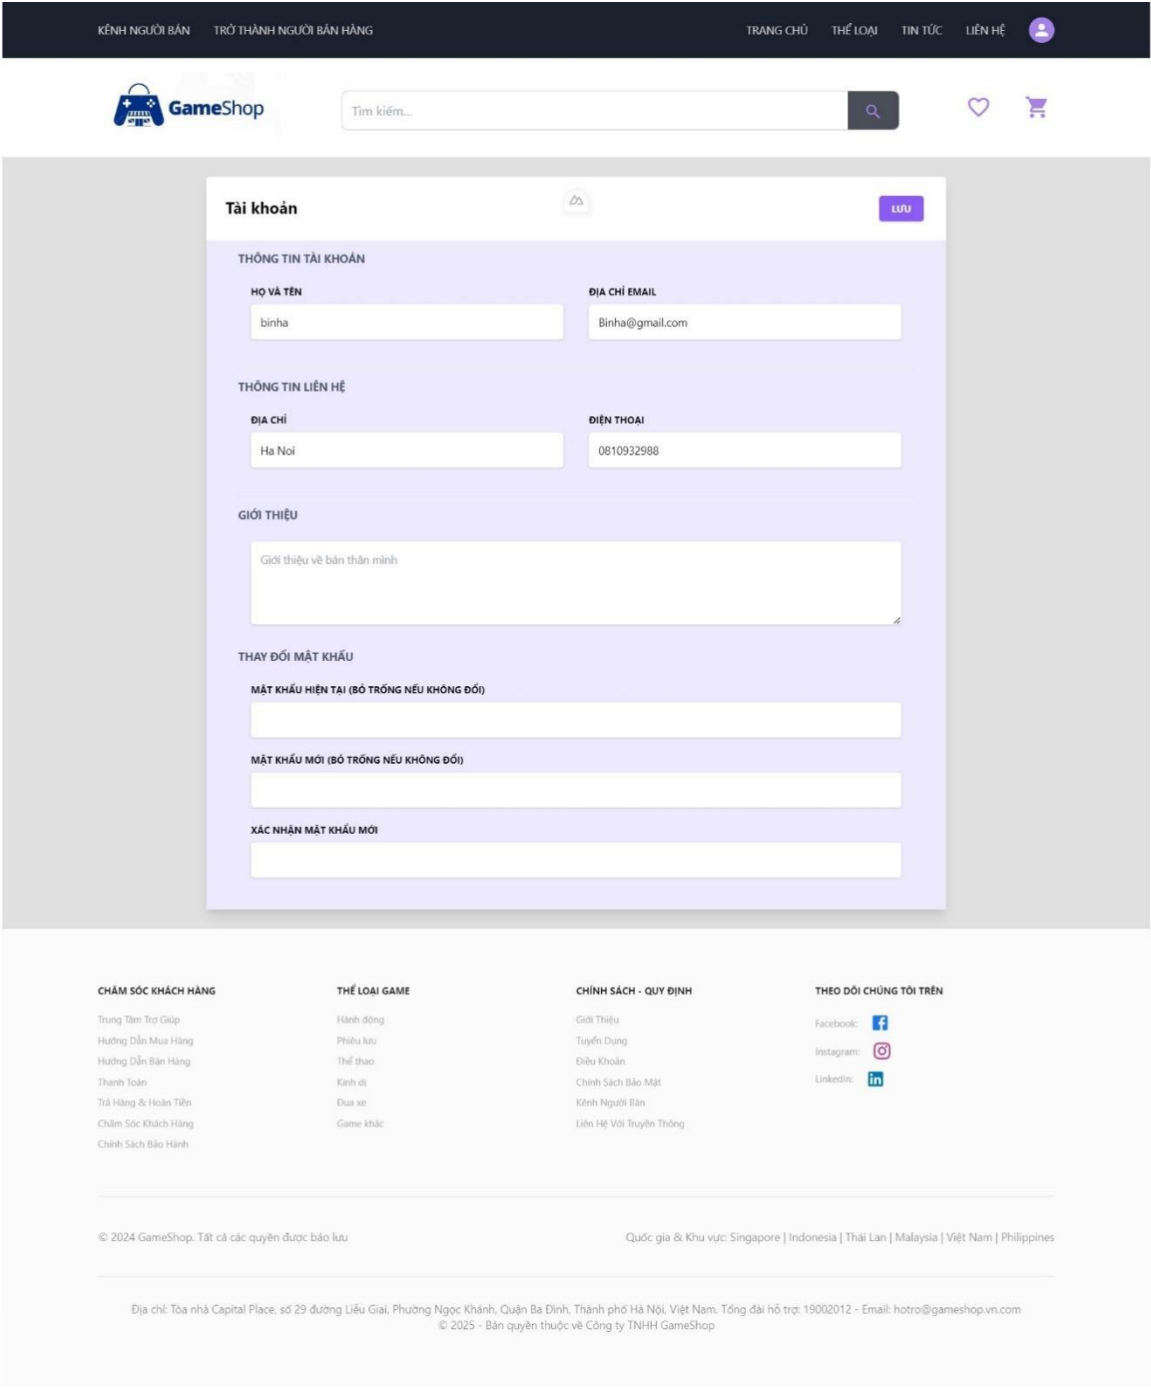 KÊNH NGƯỜI BÁN TRỞ THÀNH NGƯỜI BÁN HÀNG TRANG CHỦ THỂ LOẠI TIN TỨC LIÊN HỆ
GameShop Tìm kiếm...
Tài khoản LƯU
THÔNG TIN TÀI KHOẢN
HỌ VÀ TÊN ĐỊA CHỈ EMAIL
binha Binha@gmail.com
THÔNG TIN LIÊN HỆ
ĐỊA CHỈ ĐIỆN THOẠI
Ha Noi 0810932988
GIỚI THIỆU
Giới thiệu về bản thân mình
THAY ĐỔI MẬT KHẨU
MẬT KHẨU HIỆN TẠI (BỎ TRỐNG NẾU KHÔNG ĐỔI)
MẬT KHẨU MỚI (BỎ TRỐNG NẾU KHÔNG ĐỔI)
XÁC NHẬN MẬT KHẨU MỚI
CHĂM SÓC KHÁCH HÀNG THỂ LOẠI GAME CHÍNH SÁCH - QUY ĐỊNH THEO DÕI CHÚNG TÔI TRÊN
Trung Tâm Trợ Giúp Hành động Giới Thiệu Facebook:
Hướng Dẫn Mua Hàng Phiêu lưu Tuyển Dụng
Hướng Dẫn Bán Hàng Thể thao Điều Khoản Instagram:
Thanh Toán Kinh dị Chính Sách Bảo Mật LinkedIn:
Trả Hàng & Hoàn Tiền Đua xe Kênh Người Bán
Chăm Sóc Khách Hàng Game khác Liên Hệ Với Truyền Thông
Chính Sách Bảo Hành
© 2024 GameShop. Tất cả các quyền được bảo lưu Quốc gia & Khu vực: Singapore | Indonesia | Thái Lan | Malaysia | Việt Nam | Philippines
Địa chỉ: Tòa nhà Capital Place, số 29 đường Liễu Giai, Phường Ngọc Khánh, Quận Ba Đình, Thành phố Hà Nội, Việt Nam. Tổng đài hỗ trợ: 19002012 - Email: hotro@gameshop.vn.com
© 2025 - Bản quyền thuộc về Công ty TNHH GameShop